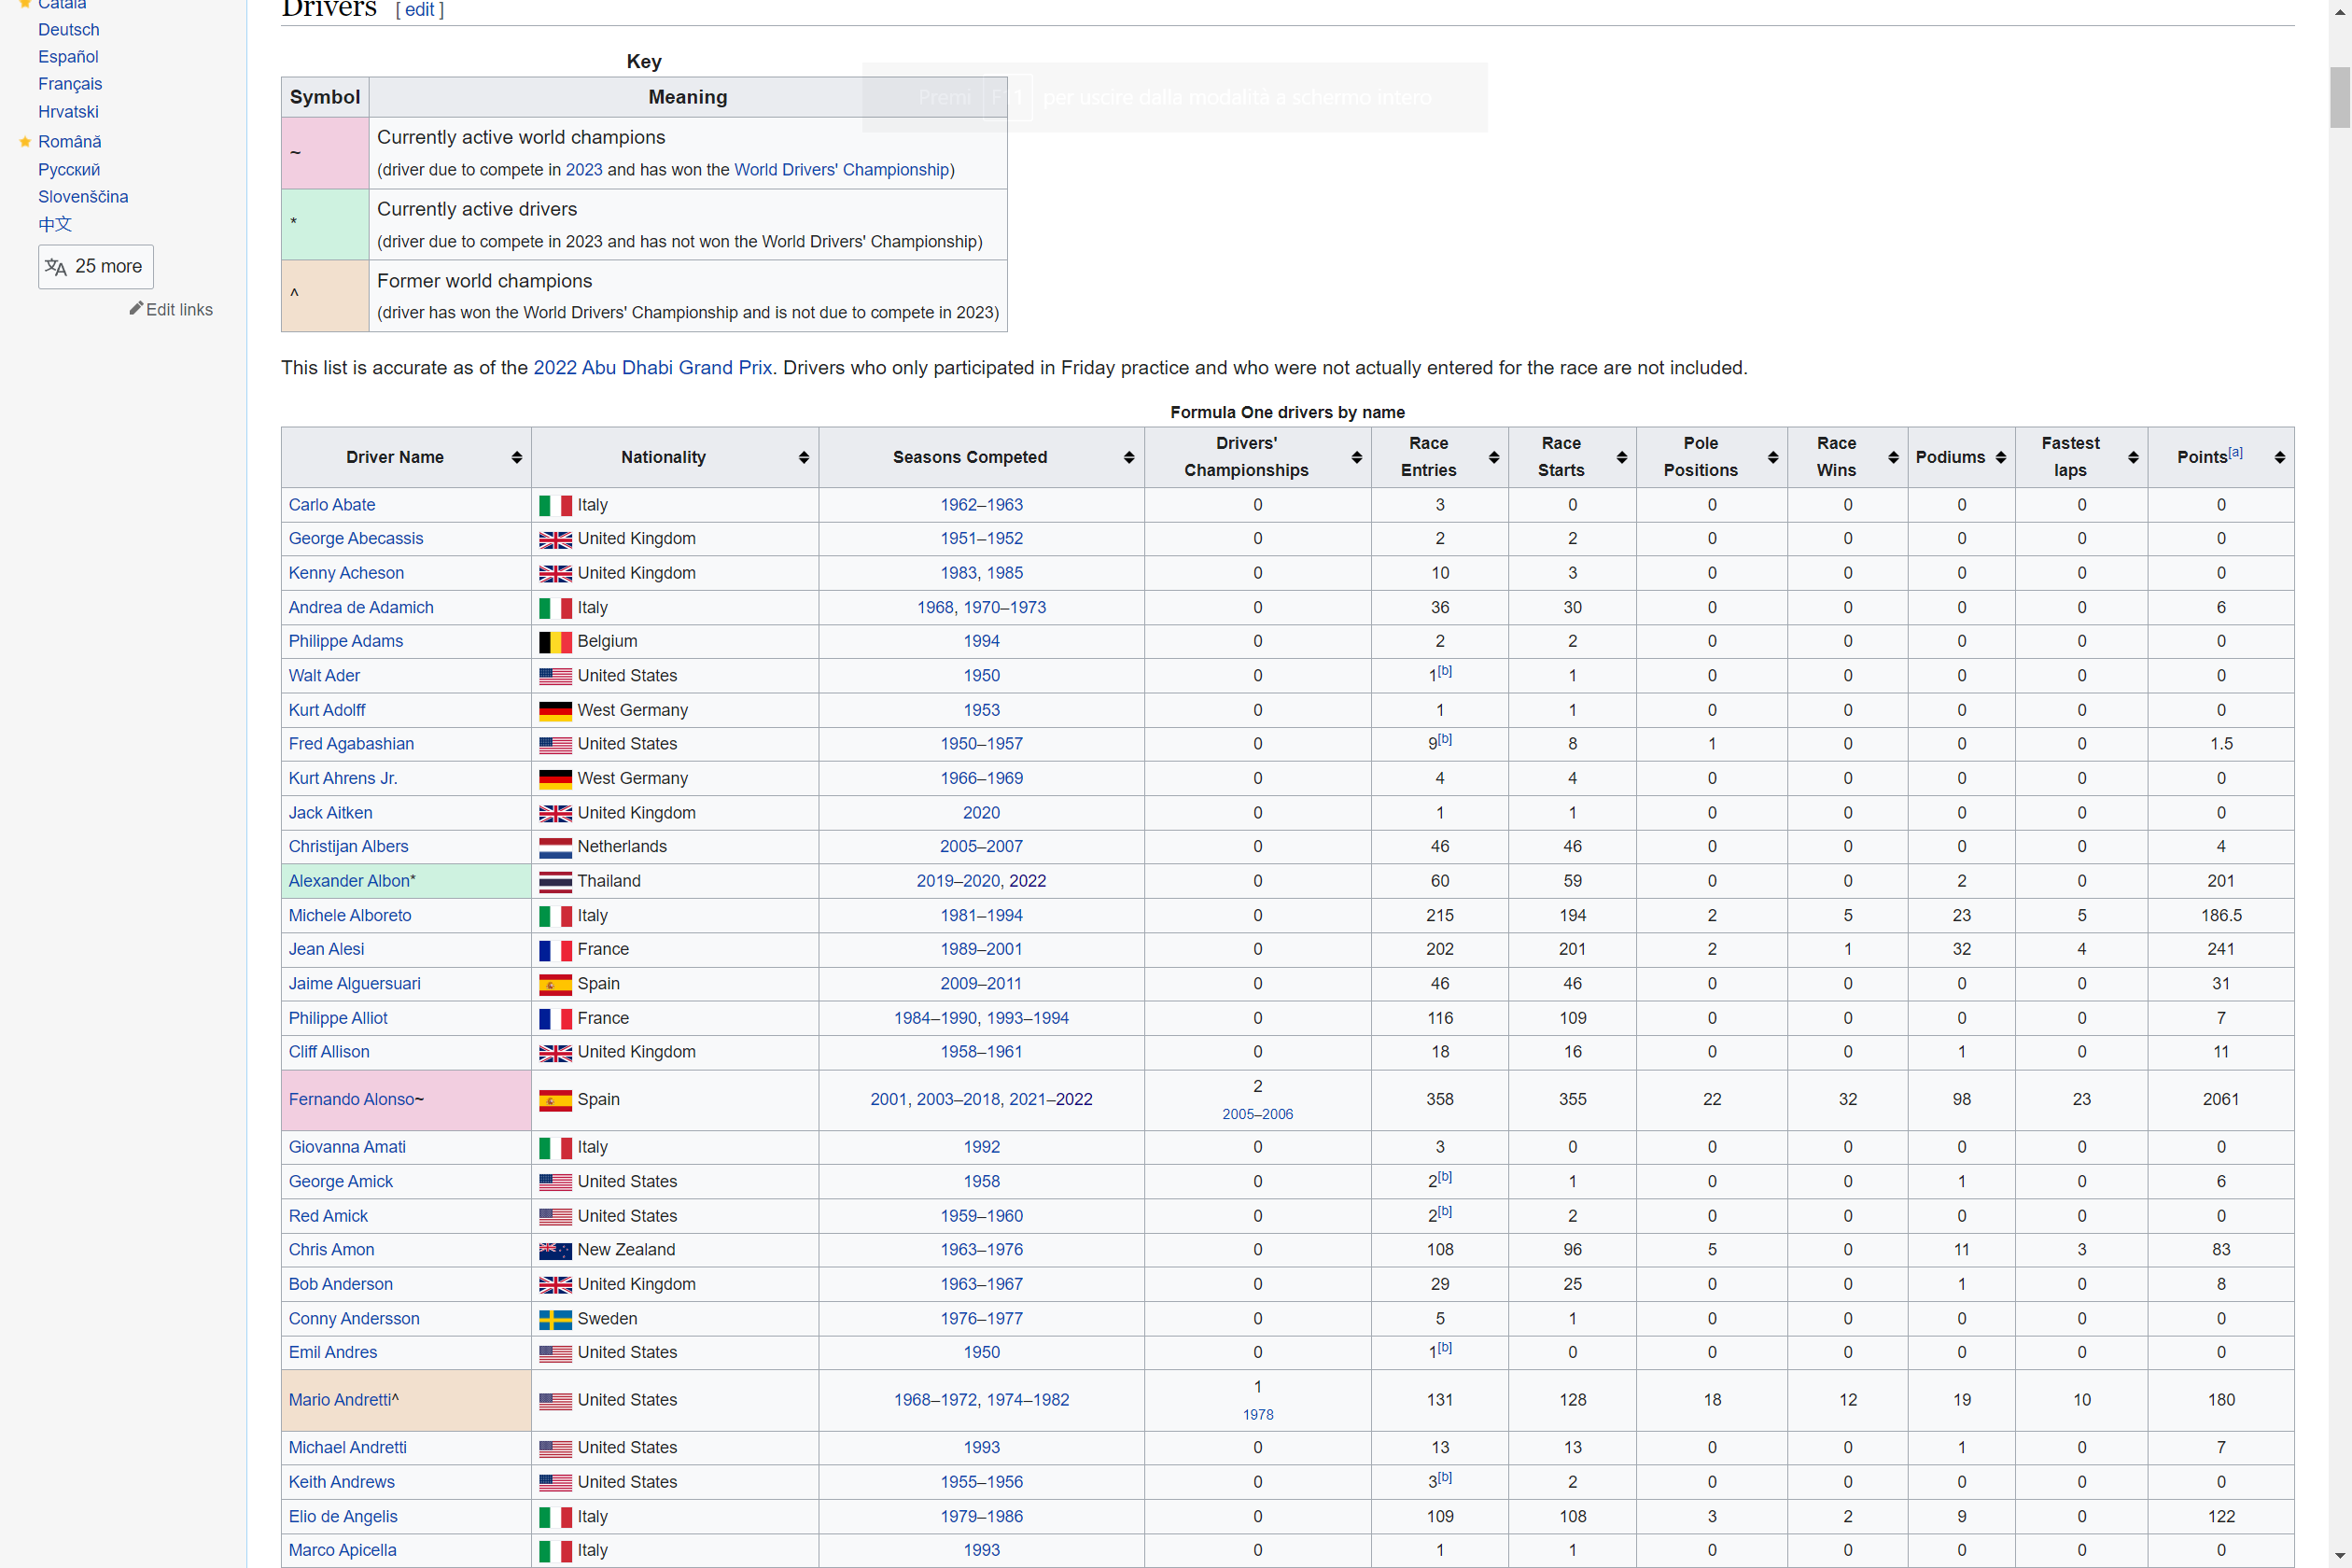 Català
Deutsch
Español
Français
Hrvatski
Română
Русский
Slovenščina
中文
25 more
Edit links
Drivers [ edit ]
Key
Symbol Meaning
~ Currently active world champions
(driver due to compete in 2023 and has won the World Drivers' Championship)
* Currently active drivers
(driver due to compete in 2023 and has not won the World Drivers' Championship)
^ Former world champions
(driver has won the World Drivers' Championship and is not due to compete in 2023)
Premi F11 per uscire dalla modalità a schermo intero
This list is accurate as of the 2022 Abu Dhabi Grand Prix. Drivers who only participated in Friday practice and who were not actually entered for the race are not included.
Formula One drivers by name
Driver Name Nationality Seasons Competed Drivers' Championships Race Entries Race Starts Pole Positions Race Wins Podiums Fastest laps Points[a]
Carlo Abate Italy 1962–1963 0 3 0 0 0 0 0 0
George Abecassis United Kingdom 1951–1952 0 2 2 0 0 0 0 0
Kenny Acheson United Kingdom 1983, 1985 0 10 3 0 0 0 0 0
Andrea de Adamich Italy 1968, 1970–1973 0 36 30 0 0 0 0 6
Philippe Adams Belgium 1994 0 2 2 0 0 0 0 0
Walt Ader United States 1950 0 1[b] 1 0 0 0 0 0
Kurt Adolff West Germany 1953 0 1 1 0 0 0 0 0
Fred Agabashian United States 1950–1957 0 9[b] 8 1 0 0 0 1.5
Kurt Ahrens Jr. West Germany 1966–1969 0 4 4 0 0 0 0 0
Jack Aitken United Kingdom 2020 0 1 1 0 0 0 0 0
Christijan Albers Netherlands 2005–2007 0 46 46 0 0 0 0 4
Alexander Albon* Thailand 2019–2020, 2022 0 60 59 0 0 2 0 201
Michele Alboreto Italy 1981–1994 0 215 194 2 5 23 5 186.5
Jean Alesi France 1989–2001 0 202 201 2 1 32 4 241
Jaime Alguersuari Spain 2009–2011 0 46 46 0 0 0 0 31
Philippe Alliot France 1984–1990, 1993–1994 0 116 109 0 0 0 0 7
Cliff Allison United Kingdom 1958–1961 0 18 16 0 0 1 0 11
Fernando Alonso~ Spain 2001, 2003–2018, 2021–2022 2 2005–2006 358 355 22 32 98 23 2061
Giovanna Amati Italy 1992 0 3 0 0 0 0 0 0
George Amick United States 1958 0 2[b] 1 0 0 1 0 6
Red Amick United States 1959–1960 0 2[b] 2 0 0 0 0 0
Chris Amon New Zealand 1963–1976 0 108 96 5 0 11 3 83
Bob Anderson United Kingdom 1963–1967 0 29 25 0 0 1 0 8
Conny Andersson Sweden 1976–1977 0 5 1 0 0 0 0 0
Emil Andres United States 1950 0 1[b] 0 0 0 0 0 0
Mario Andretti^ United States 1968–1972, 1974–1982 1 1978 131 128 18 12 19 10 180
Michael Andretti United States 1993 0 13 13 0 0 1 0 7
Keith Andrews United States 1955–1956 0 3[b] 2 0 0 0 0 0
Elio de Angelis Italy 1979–1986 0 109 108 3 2 9 0 122
Marco Apicella Italy 1993 0 1 1 0 0 0 0 0